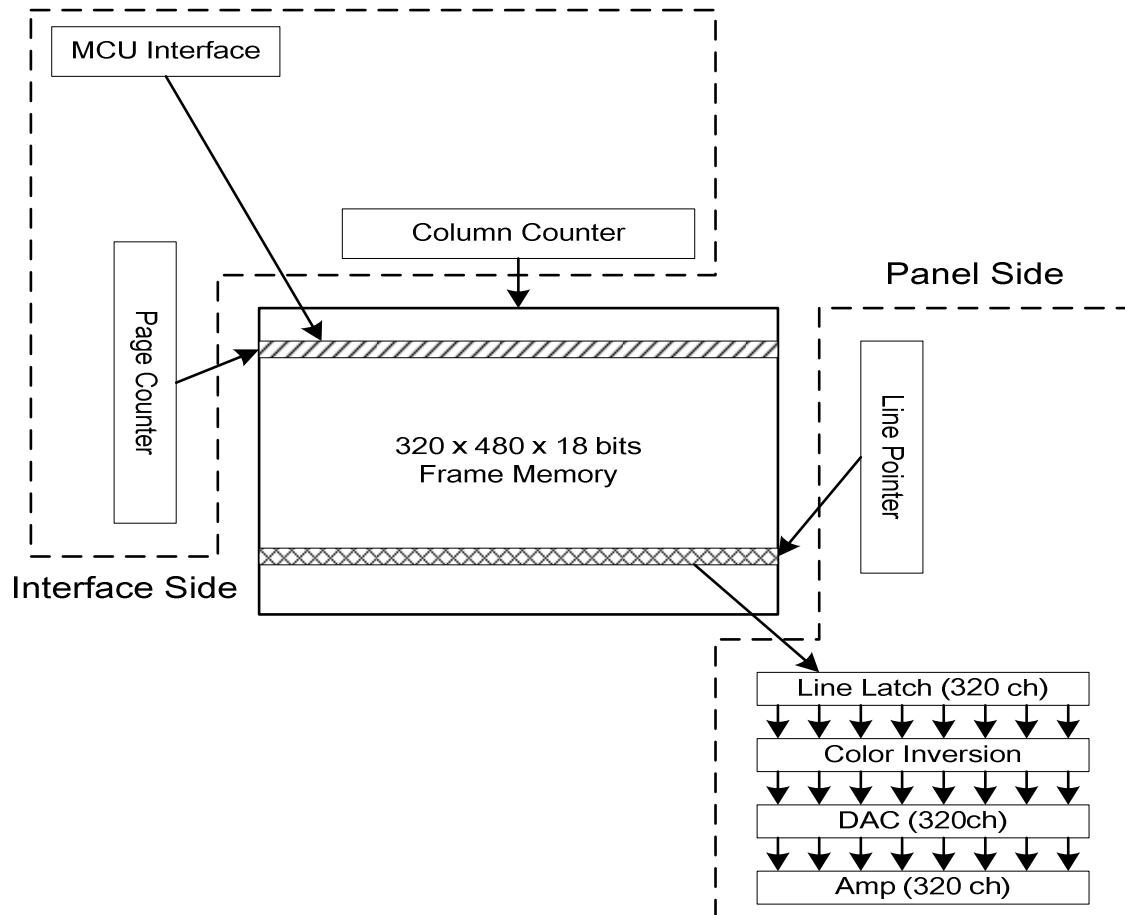 MCU Interface
Column Counter
Panel Side
Page Counter
Line Pointer
320 x 480 x 18 bits
Frame Memory
Interface Side
Line Latch (320 ch)
Color Inversion
DAC (320ch)
Amp (320 ch)